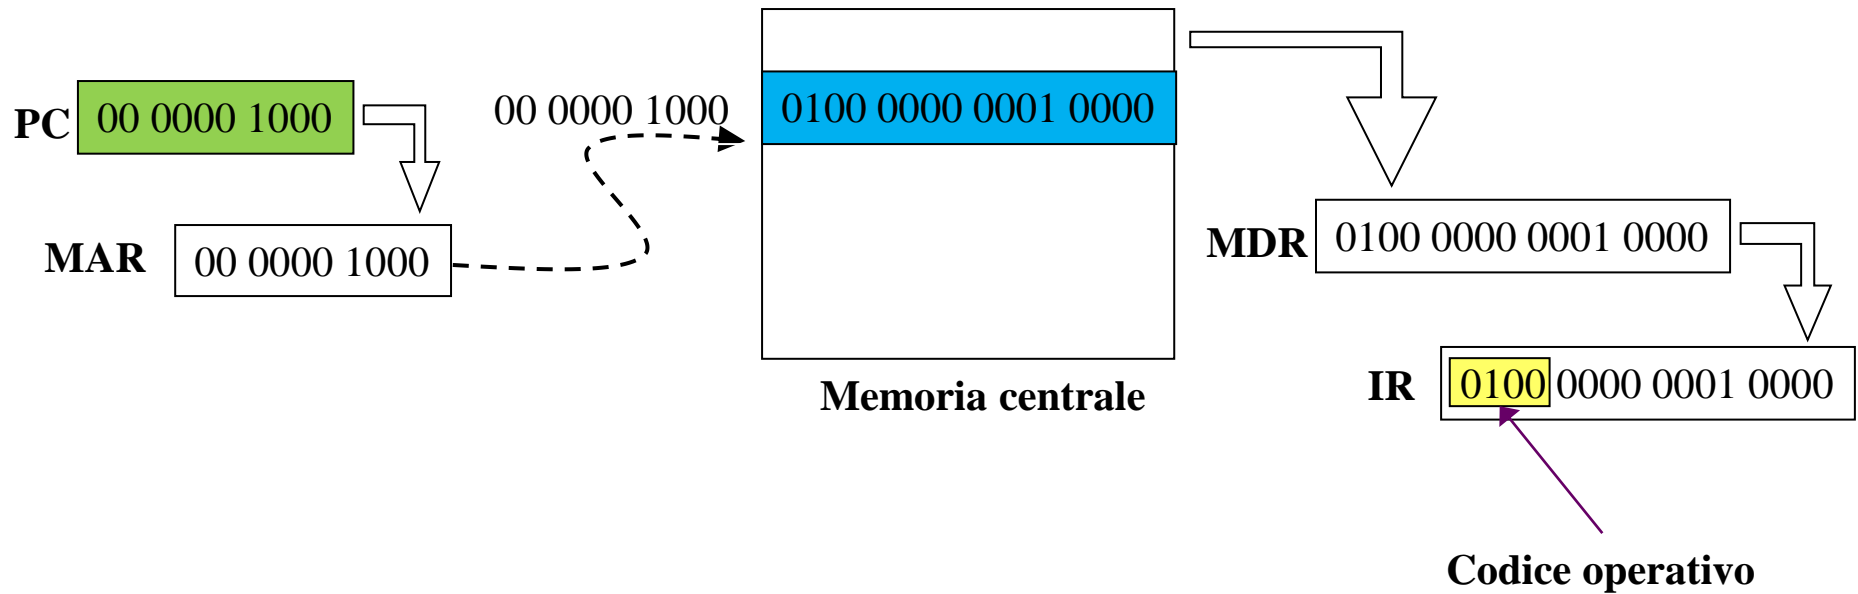 PC 00 0000 1000
00 0000 1000
0100 0000 0001 0000
MAR 00 0000 1000
MDR 0100 0000 0001 0000
Memoria centrale
IR 0100 0000 0001 0000
Codice operativo